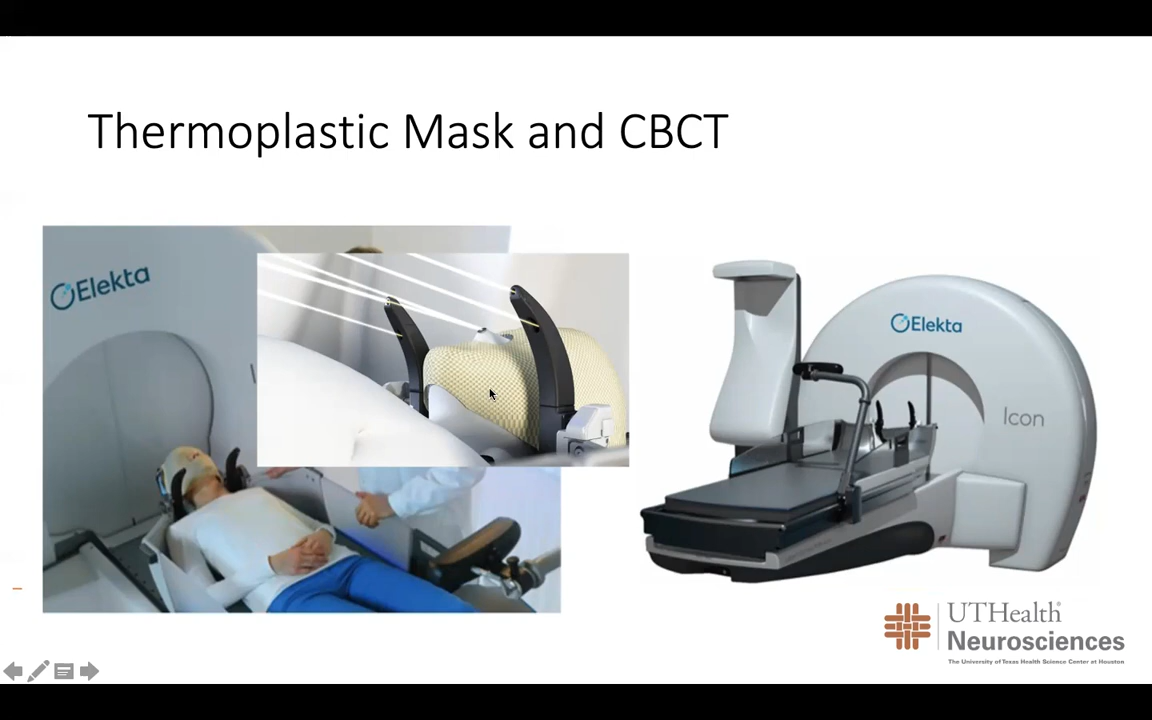 Thermoplastic Mask and CBCT
Elekta
Elekta
Icon
UTHealth
Neurosciences
The University of Texas Health Science Center at Houston